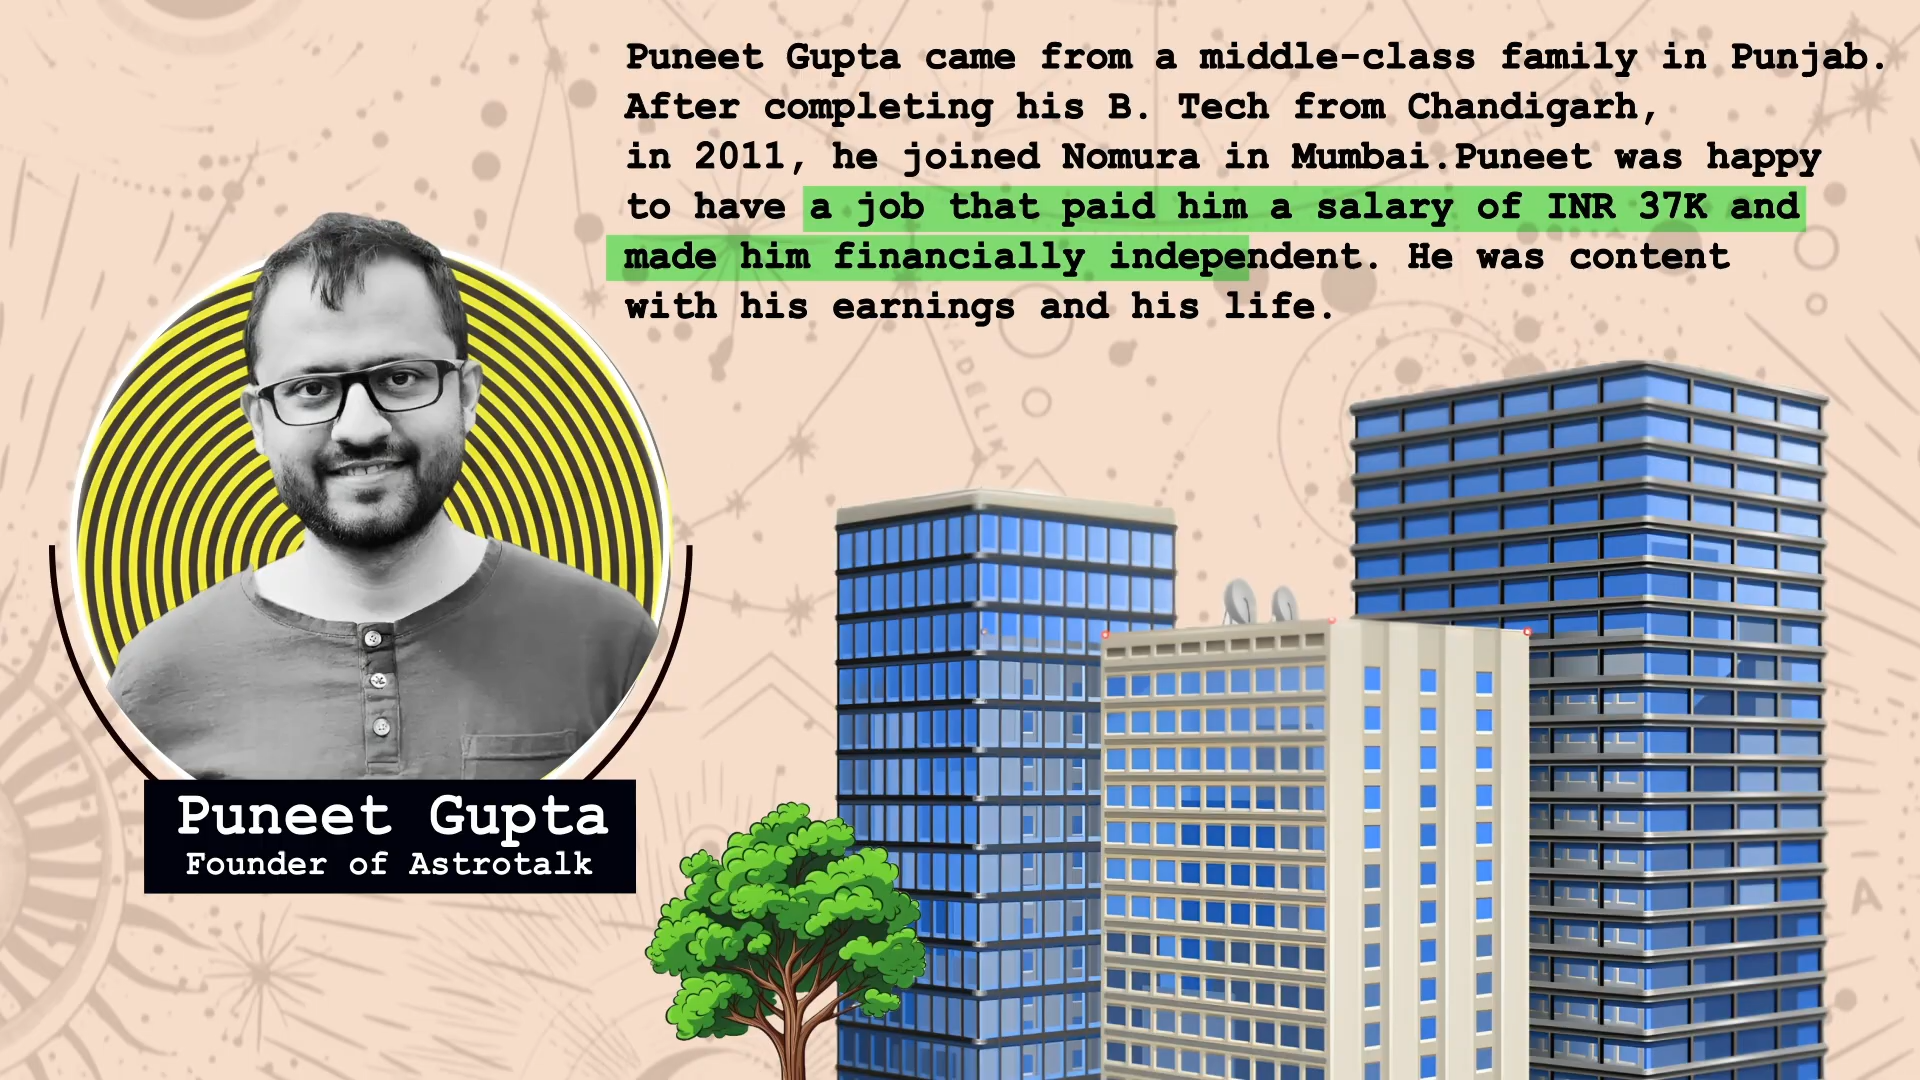 Puneet Gupta came from a middle-class family in Punjab.
After completing his B. Tech from Chandigarh,
in 2011, he joined Nomura in Mumbai.Puneet was happy
to have a job that paid him a salary of INR 37K and
made him financially independent. He was content
with his earnings and his life.
Puneet Gupta
Founder of Astrotalk